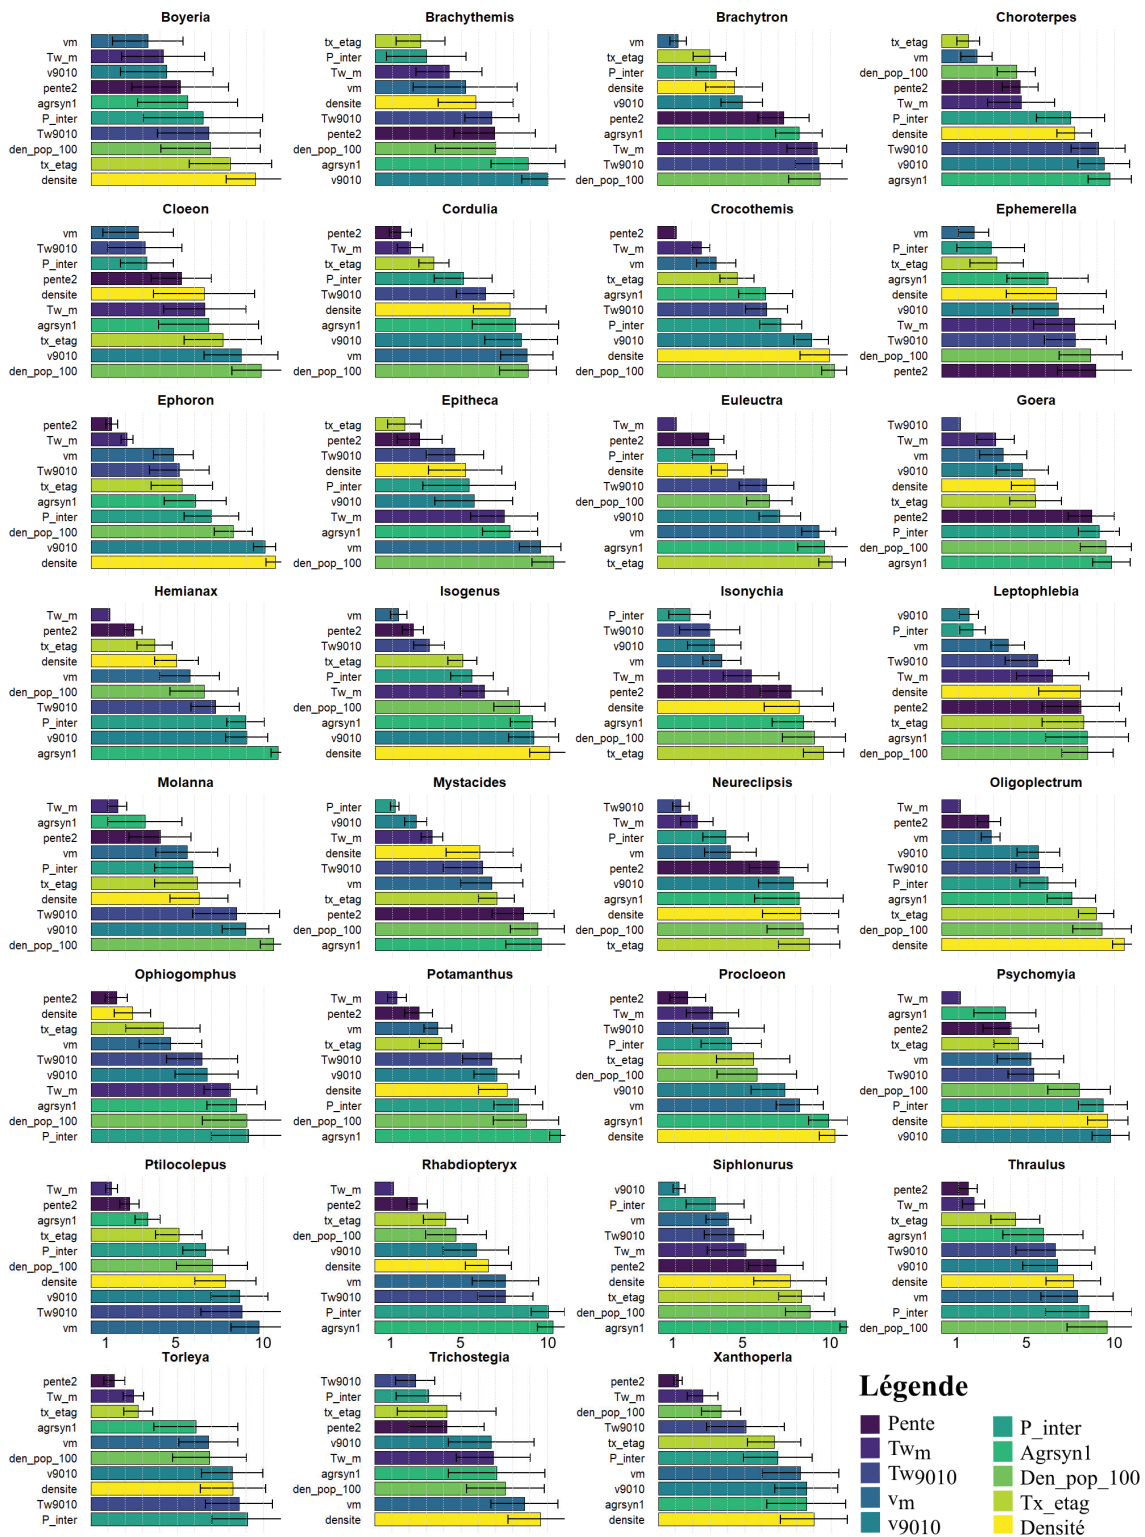 Boyeria
vm
Tw_m
v9010
pente2
agrsyn1
P_inter
Tw9010
den_pop_100
tx_etag
densite
Brachythemis
tx_etag
P_inter
Tw_m
vm
densite
Tw9010
pente2
den_pop_100
agrsyn1
v9010
Brachytron
vm
tx_etag
P_inter
densite
v9010
pente2
agrsyn1
Tw_m
Tw9010
den_pop_100
Choroterpes
tx_etag
vm
den_pop_100
pente2
Tw_m
P_inter
densite
Tw9010
v9010
agrsyn1
Cloeon
vm
Tw9010
P_inter
pente2
densite
Tw_m
agrsyn1
tx_etag
v9010
den_pop_100
Cordulia
pente2
Tw_m
tx_etag
P_inter
Tw9010
densite
agrsyn1
v9010
vm
den_pop_100
Crocothemis
pente2
Tw_m
vm
tx_etag
agrsyn1
Tw9010
P_inter
v9010
densite
den_pop_100
Ephemerella
vm
P_inter
tx_etag
agrsyn1
densite
v9010
Tw_m
Tw9010
den_pop_100
pente2
Ephoron
pente2
Tw_m
vm
Tw9010
tx_etag
agrsyn1
P_inter
den_pop_100
v9010
densite
Epitheca
tx_etag
pente2
Tw9010
densite
P_inter
v9010
Tw_m
agrsyn1
vm
den_pop_100
Euleuctra
Tw_m
pente2
P_inter
densite
Tw9010
den_pop_100
v9010
vm
agrsyn1
tx_etag
Goera
Tw9010
Tw_m
vm
v9010
densite
tx_etag
pente2
P_inter
den_pop_100
agrsyn1
Hemianax
Tw_m
pente2
tx_etag
densite
vm
den_pop_100
Tw9010
P_inter
v9010
agrsyn1
Isogenus
vm
pente2
Tw9010
tx_etag
P_inter
Tw_m
den_pop_100
agrsyn1
v9010
densite
Isonychia
P_inter
Tw9010
v9010
vm
Tw_m
pente2
densite
agrsyn1
den_pop_100
tx_etag
Leptophlebia
v9010
P_inter
vm
Tw9010
Tw_m
densite
pente2
tx_etag
agrsyn1
den_pop_100
Molanna
Tw_m
agrsyn1
pente2
vm
P_inter
tx_etag
densite
Tw9010
v9010
den_pop_100
Mystacides
P_inter
v9010
Tw_m
densite
Tw9010
vm
tx_etag
pente2
den_pop_100
agrsyn1
Neureclipsis
Tw9010
Tw_m
P_inter
vm
pente2
v9010
agrsyn1
densite
den_pop_100
tx_etag
Oligoplectrum
Tw_m
pente2
vm
v9010
Tw9010
P_inter
agrsyn1
tx_etag
den_pop_100
densite
Ophiogomphus
pente2
densite
tx_etag
vm
Tw9010
v9010
Tw_m
agrsyn1
den_pop_100
P_inter
Potamanthus
Tw_m
pente2
vm
tx_etag
Tw9010
v9010
densite
P_inter
den_pop_100
agrsyn1
Procloeon
pente2
Tw_m
Tw9010
P_inter
tx_etag
den_pop_100
v9010
vm
agrsyn1
densite
Psychomyia
Tw_m
agrsyn1
pente2
tx_etag
vm
Tw9010
den_pop_100
P_inter
densite
v9010
Ptilocolepus
Tw_m
pente2
agrsyn1
tx_etag
P_inter
den_pop_100
densite
v9010
Tw9010
vm
1 5 10
Rhabdiopteryx
Tw_m
pente2
tx_etag
den_pop_100
v9010
densite
vm
Tw9010
P_inter
agrsyn1
1 5 10
Siphlonurus
v9010
P_inter
vm
Tw9010
Tw_m
pente2
densite
tx_etag
den_pop_100
agrsyn1
1 5 10
Thraulus
pente2
Tw_m
tx_etag
agrsyn1
Tw9010
v9010
densite
vm
P_inter
den_pop_100
1 5 10
Torleya
pente2
Tw_m
tx_etag
agrsyn1
vm
den_pop_100
v9010
densite
Tw9010
P_inter
Trichostegia
Tw9010
P_inter
tx_etag
pente2
v9010
Tw_m
agrsyn1
den_pop_100
vm
densite
Xanthoperla
pente2
Tw_m
den_pop_100
Tw9010
tx_etag
P_inter
vm
v9010
agrsyn1
densite
Légende
Pente
Twm
Tw9010
vm
v9010
P_inter
Agrsyn1
Den_pop_100
Tx_etag
Densité